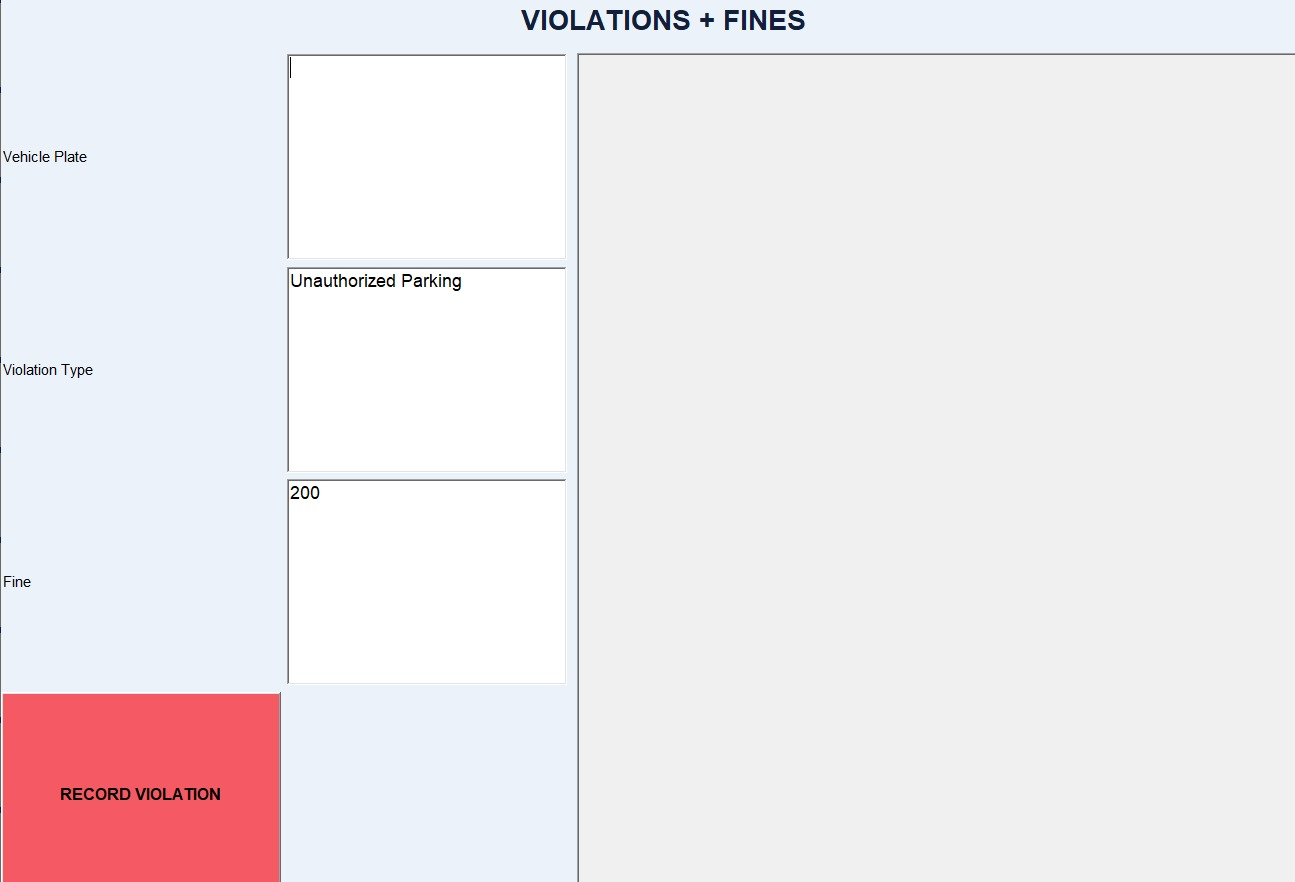 VIOLATIONS + FINES
Vehicle Plate
Violation Type
Unauthorized Parking
Fine
200
RECORD VIOLATION